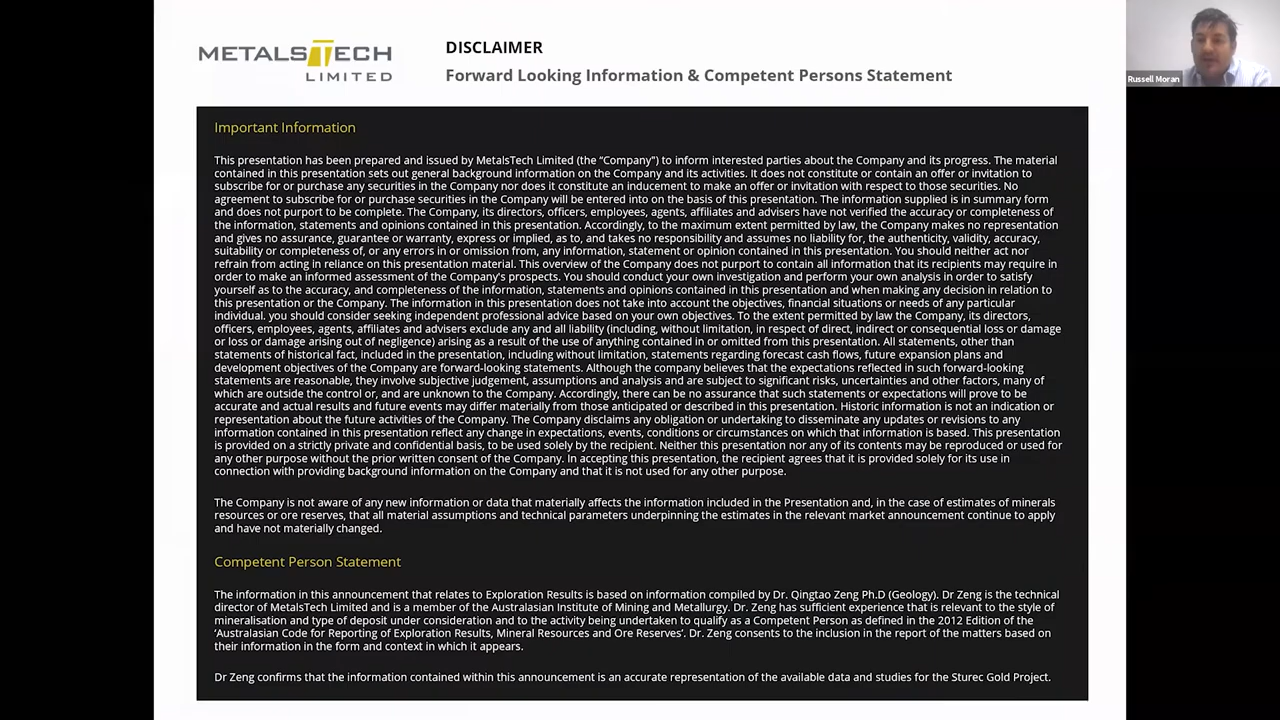 METALSTECH
LIMITED
DISCLAIMER
Forward Looking Information & Competent Persons Statement
Russell Moran
Important Information
This presentation has been prepared and issued by MetalsTech Limited (the “Company”) to inform interested parties about the Company and its progress. The material
contained in this presentation sets out general background information on the Company and its activities. It does not constitute or contain an offer or invitation to
subscribe for or purchase any securities in the Company nor does it constitute an inducement to make an offer or invitation with respect to those securities. No
agreement to subscribe for or purchase securities in the Company will be entered into on the basis of this presentation. The information supplied is in summary form
and does not purport to be complete. The Company, its directors, officers, employees, agents, affiliates and advisers have not verified the accuracy or completeness of
the information, statements and opinions contained in this presentation. Accordingly, to the maximum extent permitted by law, the Company makes no representation
and gives no assurance, guarantee or warranty, express or implied, as to, and takes no responsibility and assumes no liability for, the authenticity, validity, accuracy,
suitability or completeness of, or any errors in or omission from, any information, statement or opinion contained in this presentation. You should neither act nor
refrain from acting in reliance on this presentation material. This overview of the Company does not purport to contain all information that its recipients may require in
order to make an informed assessment of the Company's prospects. You should conduct your own investigation and perform your own analysis in order to satisfy
yourself as to the accuracy, and completeness of the information, statements and opinions contained in this presentation and when making any decision in relation to
this presentation or the Company. The information in this presentation does not take into account the objectives, financial situations or needs of any particular
individual. you should consider seeking independent professional advice based on your own objectives. To the extent permitted by law the Company, its directors,
officers, employees, agents, affiliates and advisers exclude any and all liability (including, without limitation, in respect of direct, indirect or consequential loss or damage
or loss or damage arising out of negligence) arising as a result of the use of anything contained in or omitted from this presentation. All statements, other than
statements of historical fact, included in the presentation, including without limitation, statements regarding forecast cash flows, future expansion plans and
development objectives of the Company are forward-looking statements. Although the company believes that the expectations reflected in such forward-looking
statements are reasonable, they involve subjective judgement, assumptions and analysis and are subject to significant risks, uncertainties and other factors, many of
which are outside the control or, and are unknown to the Company. Accordingly, there can be no assurance that such statements or expectations will prove to be
accurate and actual results and future events may differ materially from those anticipated or described in this presentation. Historic information is not an indication or
representation about the future activities of the Company. The Company disclaims any obligation or undertaking to disseminate any updates or revisions to any
information contained in this presentation reflect any change in expectations, events, conditions or circumstances on which that information is based. This presentation
is provided on a strictly private and confidential basis, to be used solely by the recipient. Neither this presentation nor any of its contents may be reproduced or used for
any other purpose without the prior written consent of the Company. In accepting this presentation, the recipient agrees that it is provided solely for its use in
connection with providing background information on the Company and that it is not used for any other purpose.
The Company is not aware of any new information or data that materially affects the information included in the Presentation and, in the case of estimates of minerals
resources or ore reserves, that all material assumptions and technical parameters underpinning the estimates in the relevant market announcement continue to apply
and have not materially changed.
Competent Person Statement
The information in this announcement that relates to Exploration Results is based on information compiled by Dr. Qingtao Zeng Ph.D (Geology). Dr Zeng is the technical
director of MetalsTech Limited and is a member of the Australasian Institute of Mining and Metallurgy. Dr. Zeng has sufficient experience that is relevant to the style of
mineralisation and type of deposit under consideration and to the activity being undertaken to qualify as a Competent Person as defined in the 2012 Edition of the
‘Australasian Code for Reporting of Exploration Results, Mineral Resources and Ore Reserves’. Dr. Zeng consents to the inclusion in the report of the matters based on
their information in the form and context in which it appears.
Dr Zeng confirms that the information contained within this announcement is an accurate representation of the available data and studies for the Sturec Gold Project.